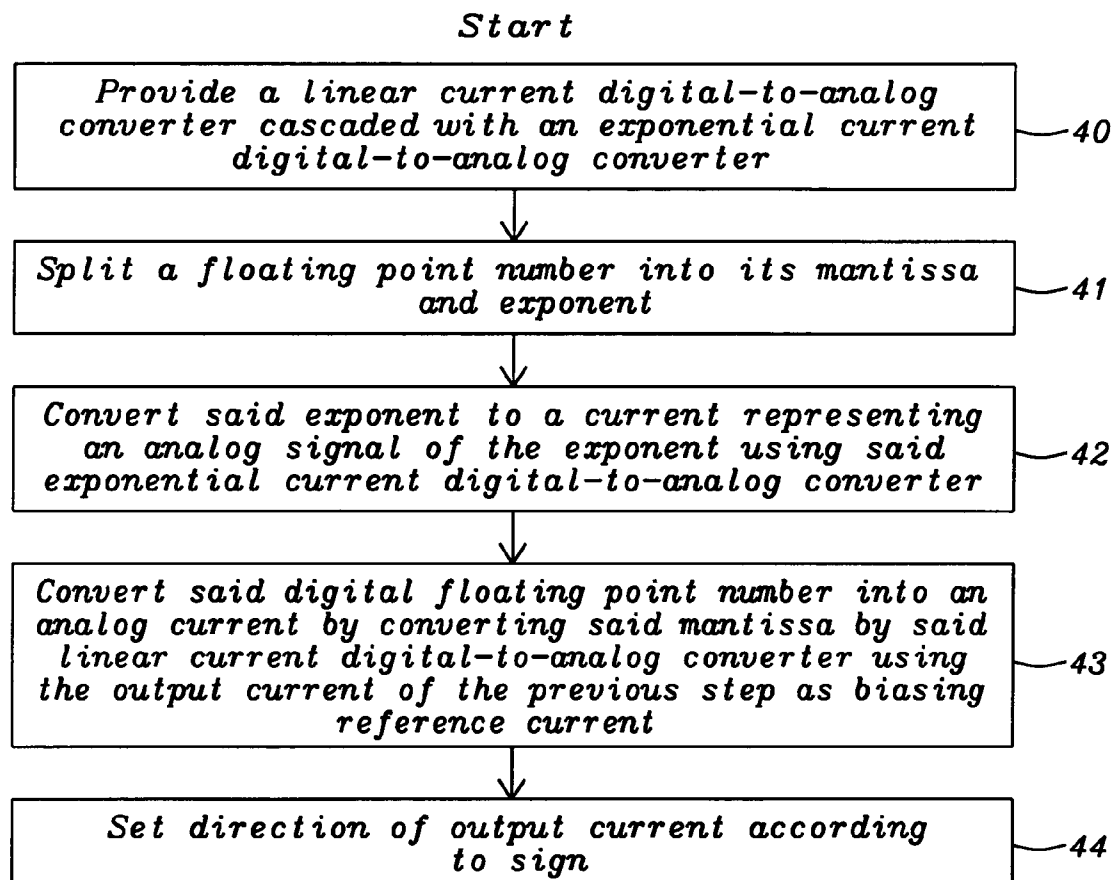 Start
Provide a linear current digital-to-analog
converter cascaded with an exponential current
digital-to-analog converter
40
Split a floating point number into its mantissa
and exponent
41
Convert said exponent to a current representing
an analog signal of the exponent using said
exponential current digital-to-analog converter
42
Convert said digital floating point number into an
analog current by converting said mantissa by said
linear current digital-to-analog converter using
the output current of the previous step as biasing
reference current
43
Set direction of output current according
to sign
44